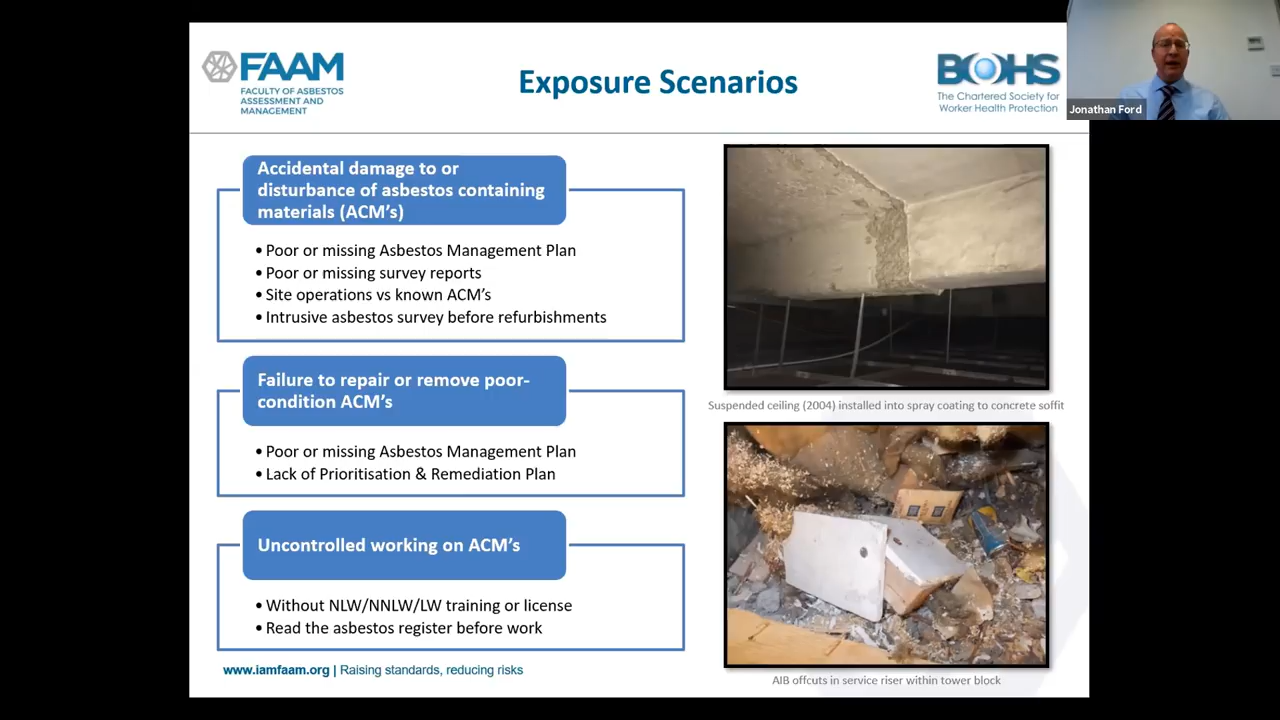 FAAM
FACULTY OF ASBESTOS
ASSESSMENT AND
MANAGEMENT
Exposure Scenarios
BOHS
The Chartered Society for
Worker Health Protection
Jonathan Ford
Accidental damage to or
disturbance of asbestos containing
materials (ACM's)
• Poor or missing Asbestos Management Plan
• Poor or missing survey reports
• Site operations vs known ACM's
• Intrusive asbestos survey before refurbishments
Failure to repair or remove poor-
condition ACM's
• Poor or missing Asbestos Management Plan
• Lack of Prioritisation & Remediation Plan
Uncontrolled working on ACM's
• Without NLW/NNLW/LW training or license
• Read the asbestos register before work
Suspended ceiling (2004) installed into spray coating to concrete soffit
AIB offcuts in service riser within tower block
www.iamfaam.org | Raising standards, reducing risks